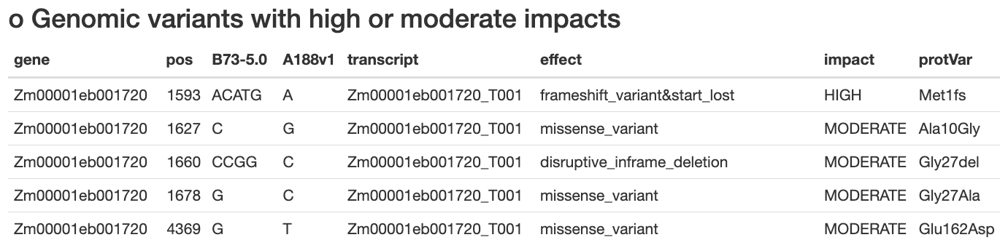 o Genomic variants with high or moderate impacts
gene pos B73-5.0 A188v1 transcript effect impact protVar
Zm00001eb001720 1593 ACATG A Zm00001eb001720_T001 frameshift_variant&start_lost HIGH Met1fs
Zm00001eb001720 1627 C G Zm00001eb001720_T001 missense_variant MODERATE Ala10Gly
Zm00001eb001720 1660 CCGG C Zm00001eb001720_T001 disruptive_inframe_deletion MODERATE Gly27del
Zm00001eb001720 1678 G C Zm00001eb001720_T001 missense_variant MODERATE Gly27Ala
Zm00001eb001720 4369 G T Zm00001eb001720_T001 missense_variant MODERATE Glu162Asp